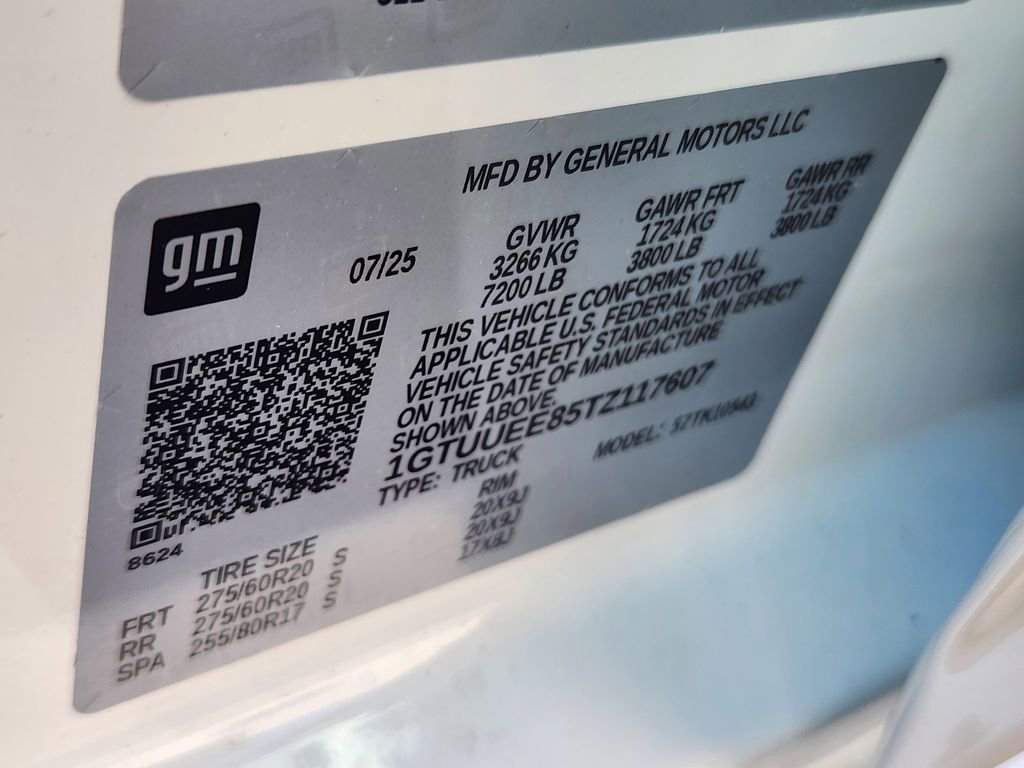 gm
MFD BY GENERAL MOTORS LLC
07/25
GVWR GAWR FRT GAWR RR
3266 KG 1724 KG 1724 KG
7200 LB 3800 LB 3800 LB
THIS VEHICLE CONFORMS TO ALL
APPLICABLE U.S. FEDERAL MOTOR
VEHICLE SAFETY STANDARDS IN EFFECT
ON THE DATE OF MANUFACTURE
SHOWN ABOVE.
1GTUUEE85TZ117607
TYPE: TRUCK MODEL:
8624
TIRE SIZE RIM
FRT 275/60R20 S 20X9J
RR 275/60R20 S 20X9J
SPA 255/80R17 S 17X8J